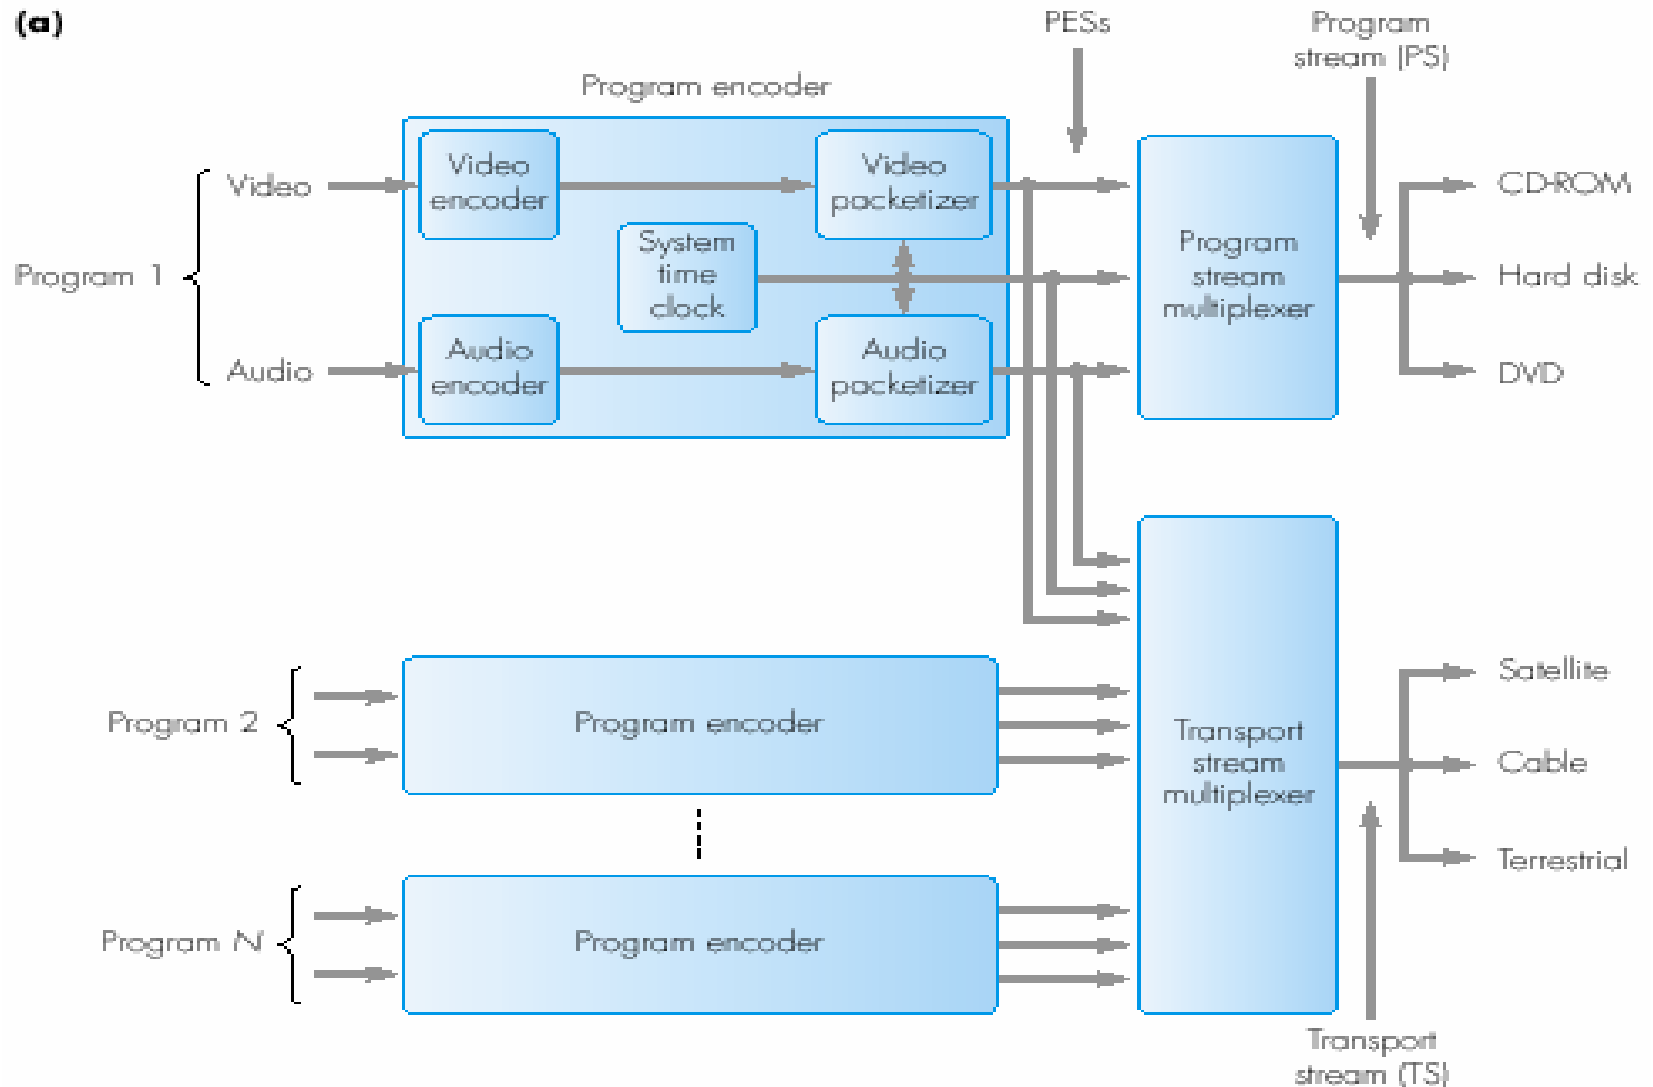 (a)
PESs
Program
stream (PS)
Program encoder
Video
encoder
Video
packetizer
Video
System
time
clock
Program 1
Program
stream
multiplexer
CD-ROM
Hard disk
DVD
Audio
Audio
encoder
Audio
packetizer
Program 2
Program encoder
Transport
stream
multiplexer
Satellite
Cable
Terrestrial
Program N
Program encoder
Transport
stream (TS)